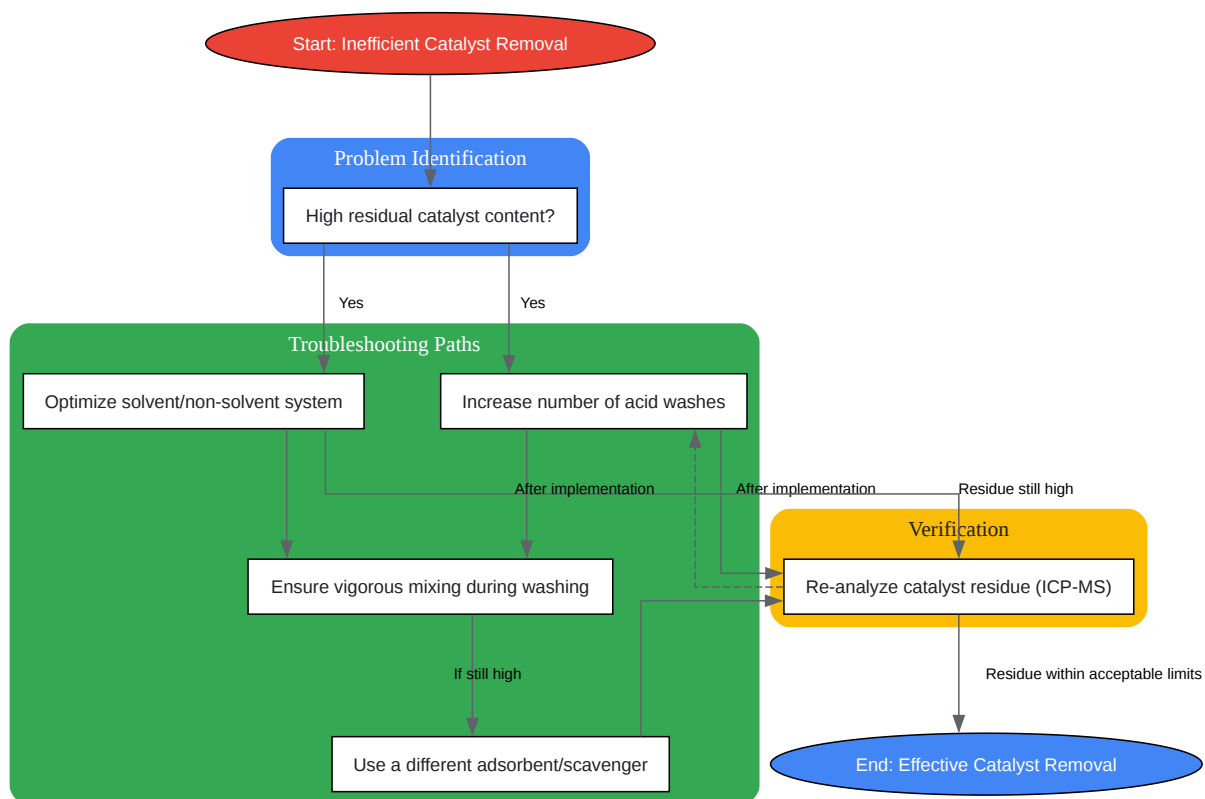 Start: Inefficient Catalyst Removal
Problem Identification
High residual catalyst content?
Yes
Yes
Troubleshooting Paths
Optimize solvent/non-solvent system
Increase number of acid washes
After implementation
After implementation
Residue still high
Verification
Ensure vigorous mixing during washing
Re-analyze catalyst residue (ICP-MS)
If still high
Residue within acceptable limits
Use a different adsorbent/scavenger
End: Effective Catalyst Removal